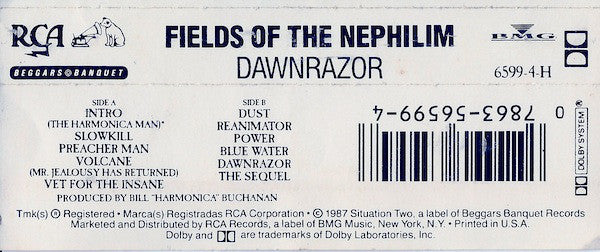 RCA
BEGGARS BANQUET
FIELDS OF THE NEPHILIM
DAWNRAZOR
BMG
6599-4-H
SIDE A
INTRO
(THE HARMONICA MAN)*
SLOWKILL
PREACHER MAN
VOLCANE
(MR. JEALOUSY HAS RETURNED)
VET FOR THE INSANE
SIDE B
DUST
REANIMATOR
POWER
BLUE WATER
DAWNRAZOR
THE SEQUEL
PRODUCED BY BILL "HARMONICA" BUCHANAN
0 7863-56599-4
DOLBY SYSTEM®
Tmk(s) ® Registered • Marca(s) Registradas RCA Corporation • © 1987 Situation Two, a label of Beggars Banquet Records
Marketed and Distributed by RCA Records, a label of BMG Music, New York, N.Y. • Printed in U.S.A.
Dolby and are trademarks of Dolby Laboratories, Inc.